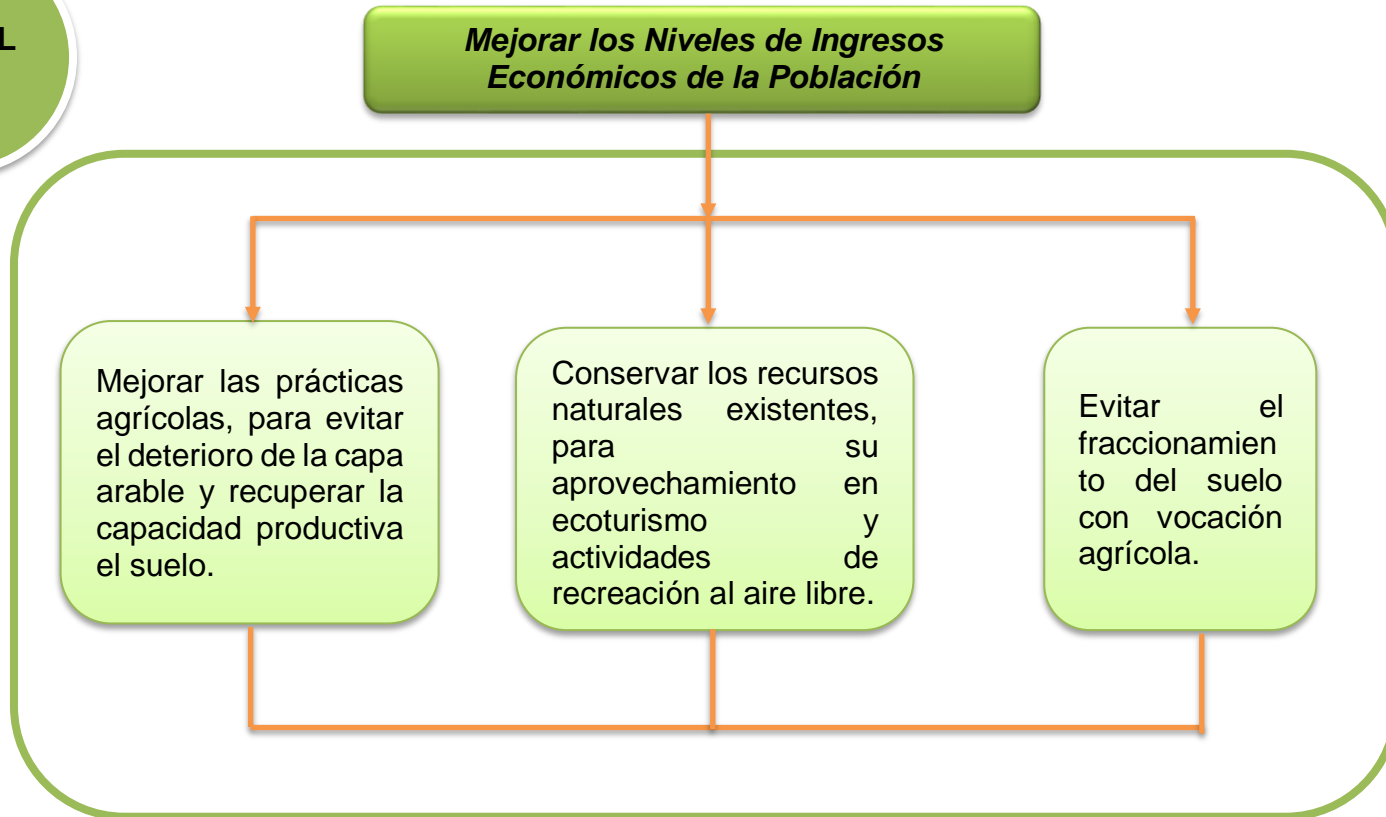 L
Mejorar los Niveles de Ingresos
Económicos de la Población
Mejorar las prácticas
agrícolas, para evitar
el deterioro de la capa
arable y recuperar la
capacidad productiva
el suelo.
Conservar los recursos
naturales existentes,
para su
aprovechamiento en
ecoturismo y
actividades de
recreación al aire libre.
Evitar el
fraccionamien
to del suelo
con vocación
agrícola.